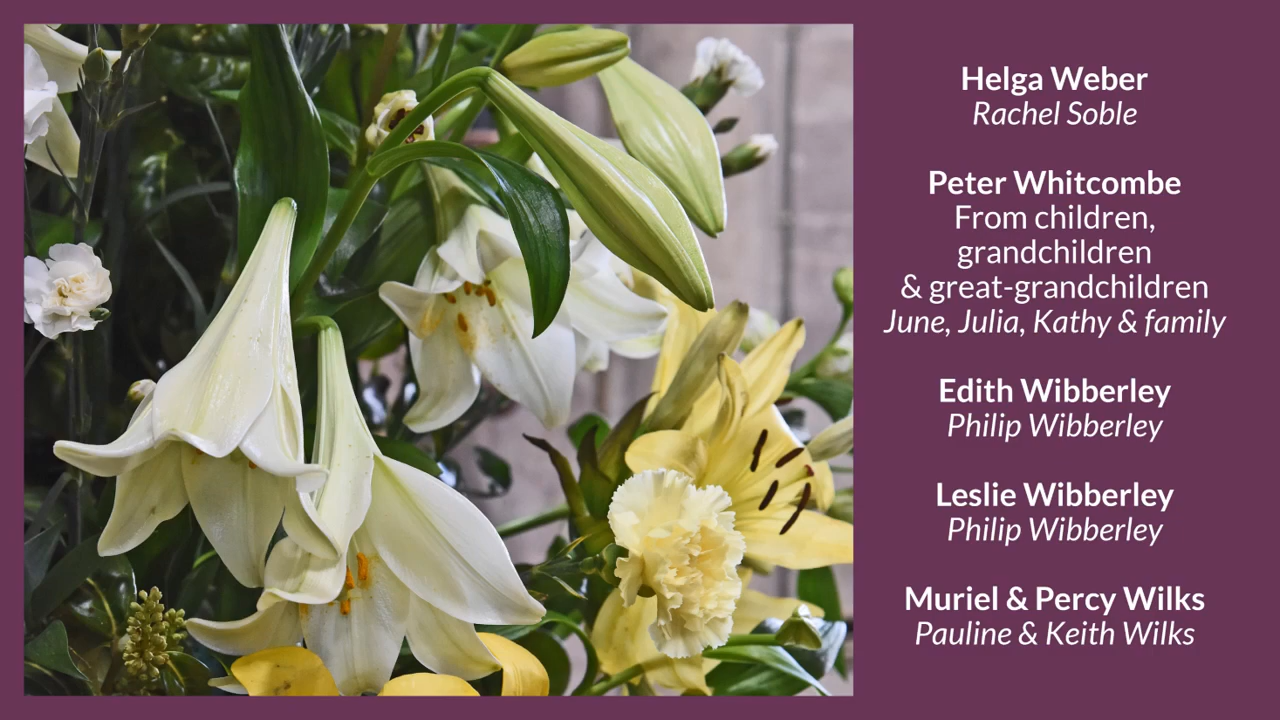 Helga Weber
Rachel Soble
Peter Whitcombe
From children,
grandchildren
& great-grandchildren
June, Julia, Kathy & family
Edith Wibberley
Philip Wibberley
Leslie Wibberley
Philip Wibberley
Muriel & Percy Wilks
Pauline & Keith Wilks